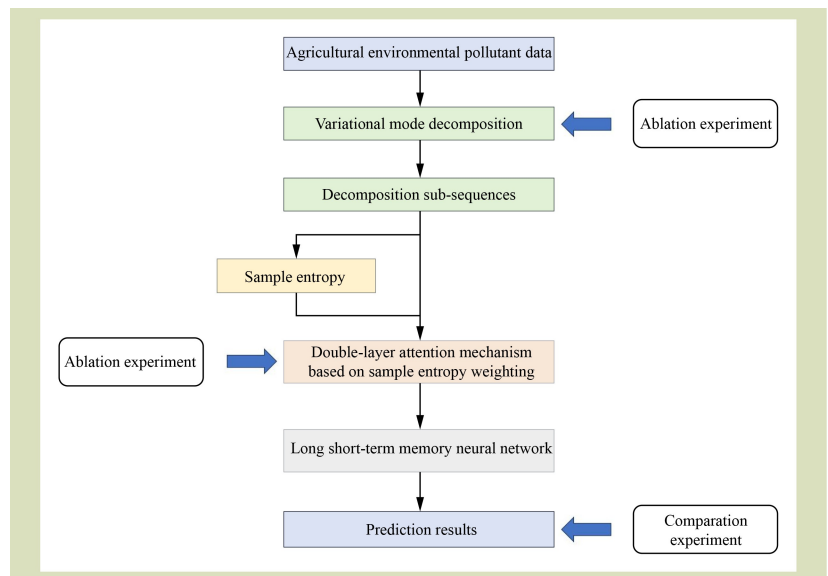 Agricultural environmental pollutant data
Variational mode decomposition
Ablation experiment
Decomposition sub-sequences
Sample entropy
Ablation experiment
Double-layer attention mechanism
based on sample entropy weighting
Long short-term memory neural network
Prediction results
Comparation
experiment